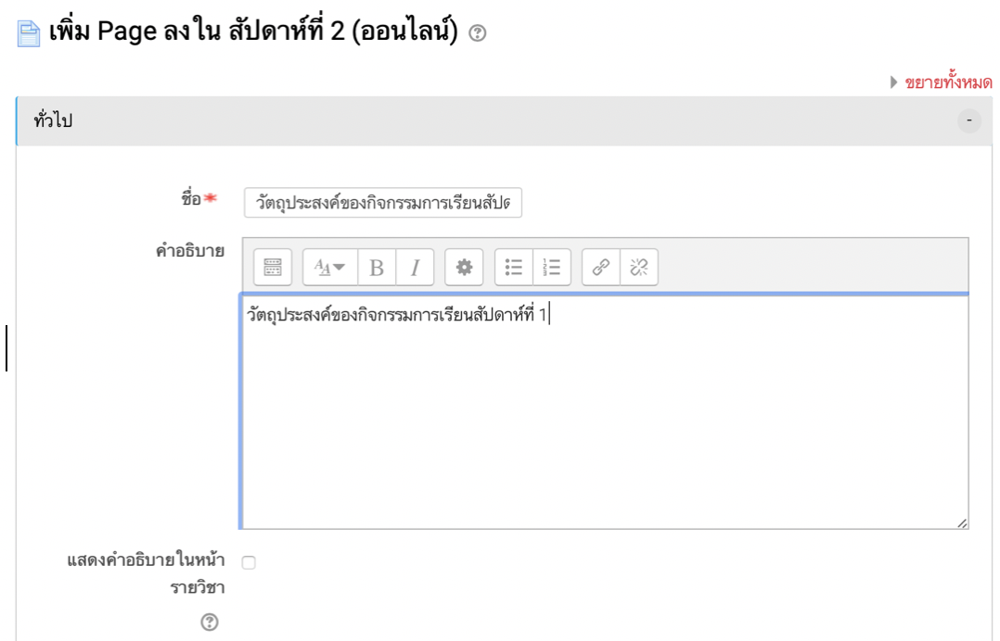 เพิ่ม Page ลงใน สัปดาห์ที่ 2 (ออนไลน์)
ขยายทั้งหมด
ทั่วไป
ชื่อ
วัตถุประสงค์ของกิจกรรมการเรียนสัปด
คำอธิบาย
B I
วัตถุประสงค์ของกิจกรรมการเรียนสัปดาห์ที่ 1
แสดงคำอธิบายในหน้า
รายวิชา